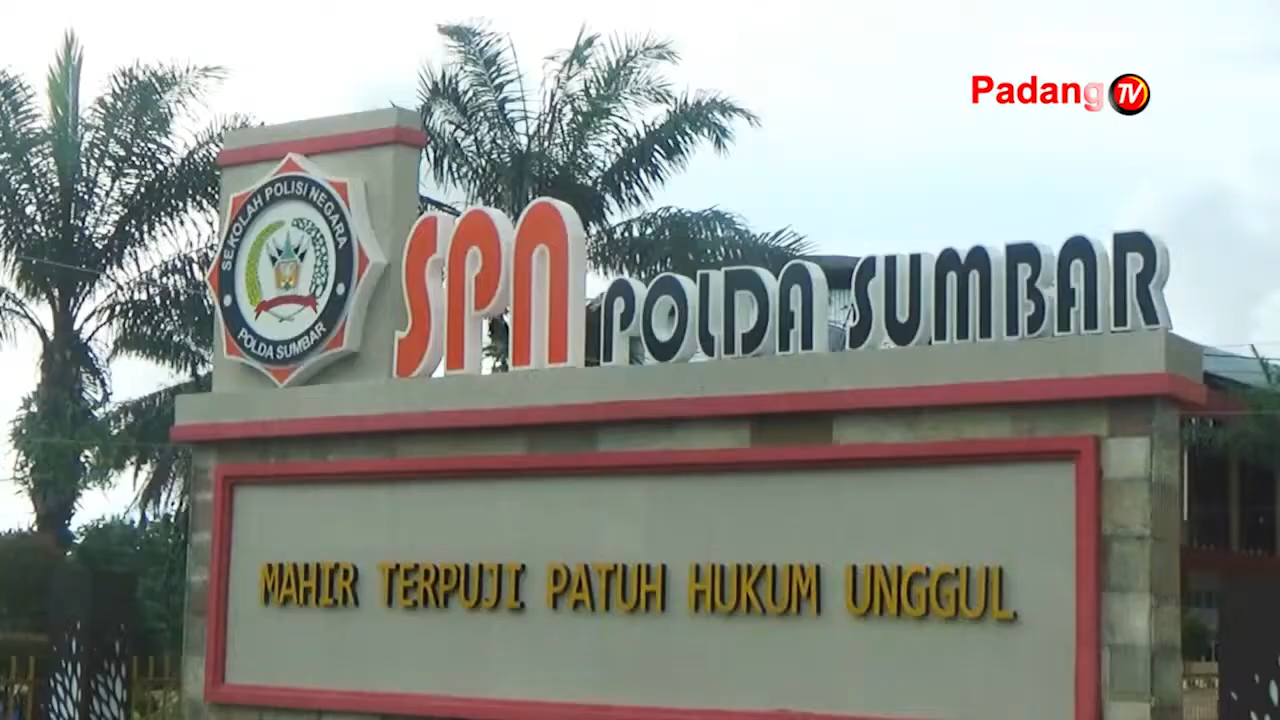 Padang TV
SEKOLAH POLISI NEGARA
POLDA SUMBAR
SPN POLDA SUMBAR
MAHIR TERPUJI PATUH HUKUM UNGGUL